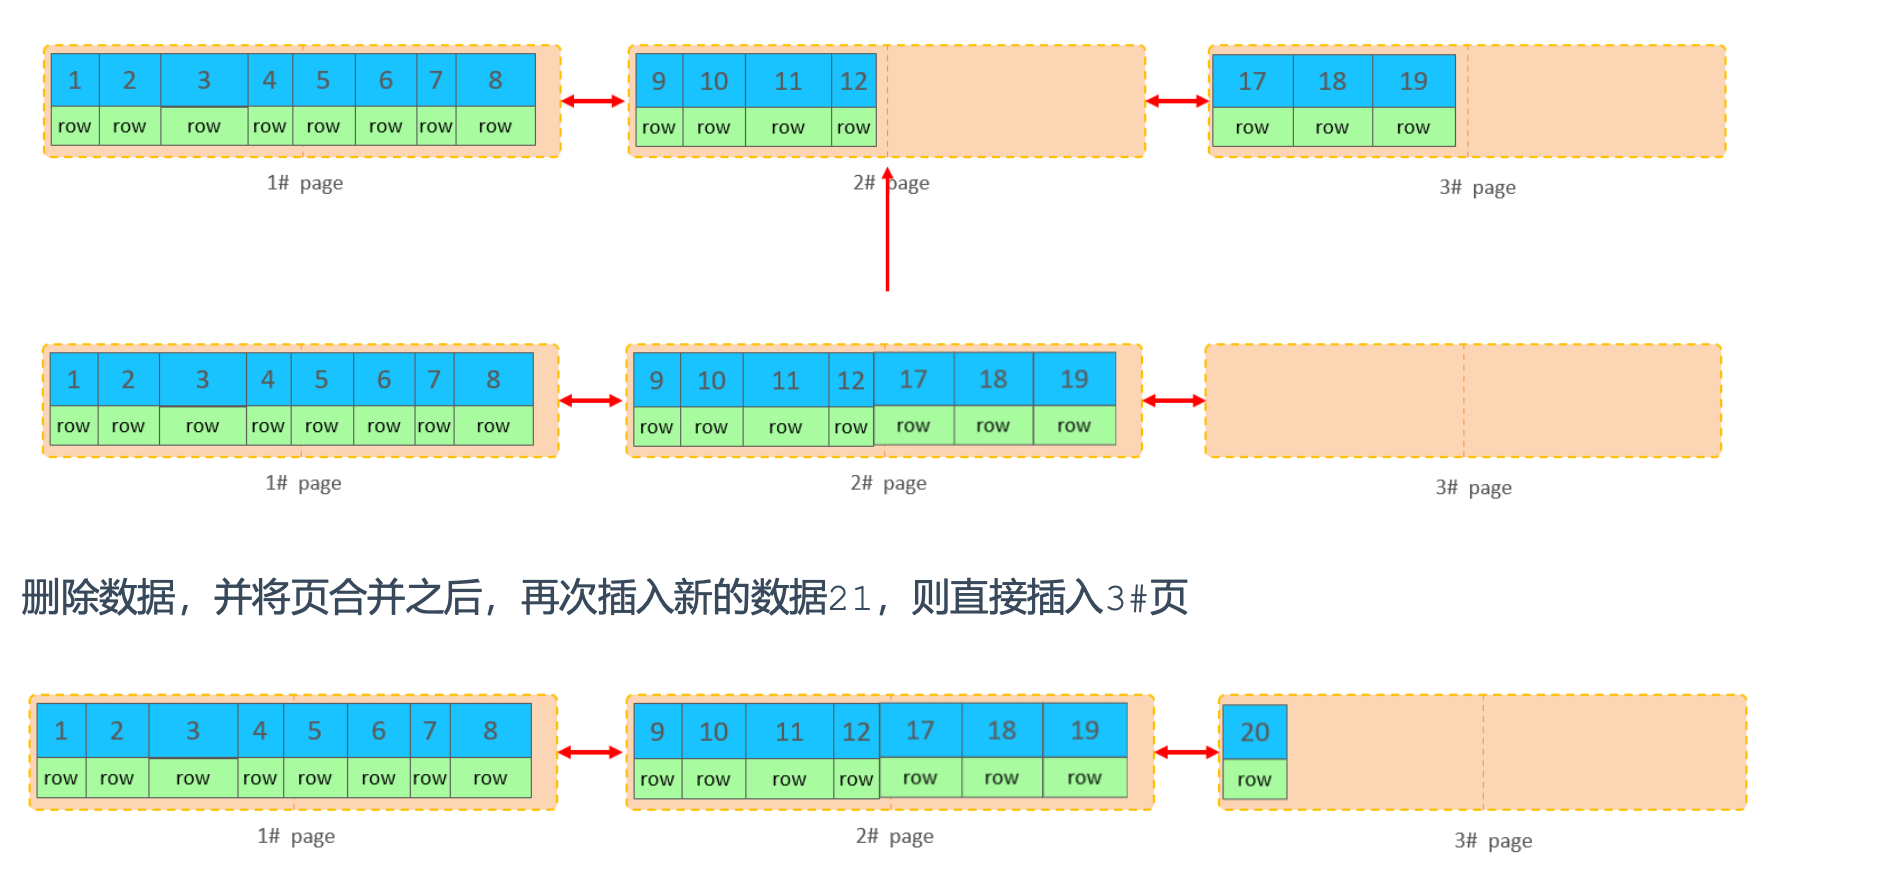 1 2 3 4 5 6 7 8 9 10 11 12 17 18 19
row row row row row row row row row row row row row row row
1# page 2# page 3# page
1 2 3 4 5 6 7 8 9 10 11 12 17 18 19
row row row row row row row row row row row row row row row
1# page 2# page 3# page
删除数据，并将页合并之后，再次插入新的数据21，则直接插入3#页
1 2 3 4 5 6 7 8 9 10 11 12 17 18 19 20
row row row row row row row row row row row row row row row row
1# page 2# page 3# page